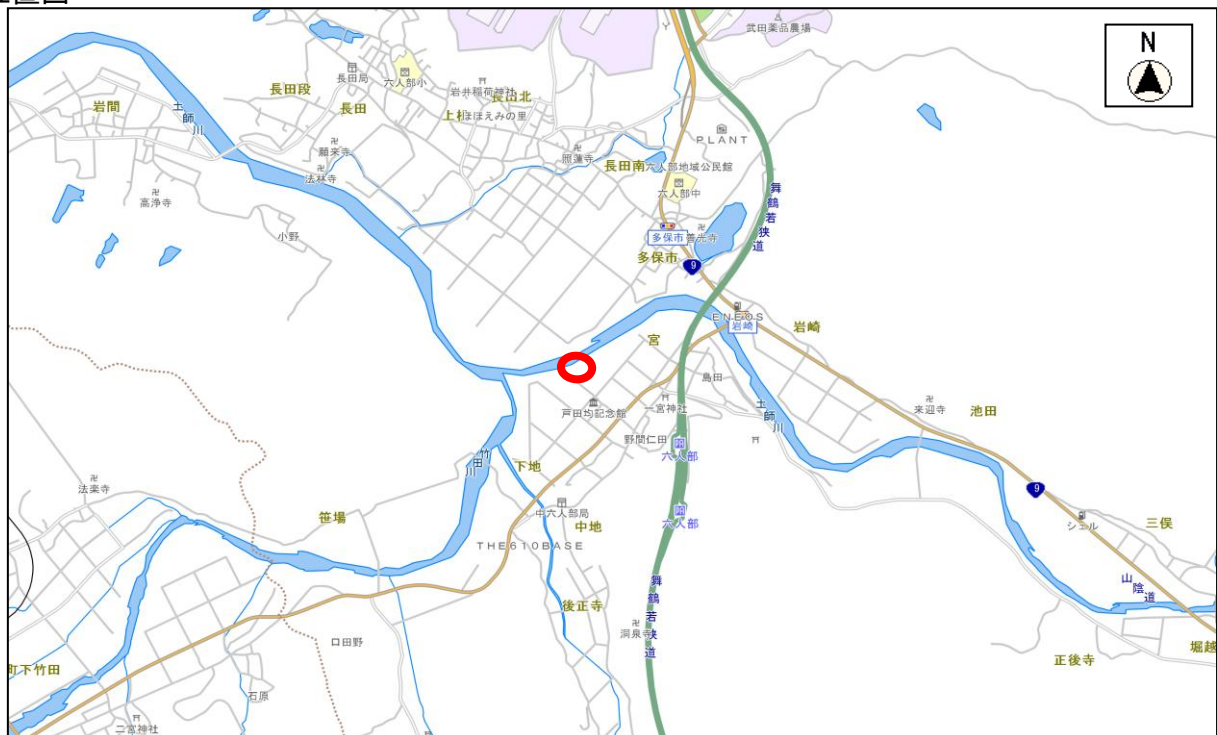 武田薬品農場
N
長田局
六人部小
長田段
岩井稲荷神社
長田北
岩間
長田
上松
ほほえみの里
土師川
PLANT
願来寺
照蓮寺
長田南
六人部地域公民館
法林寺
六人部中
高浄寺
舞鶴若狭道
小野
多保市
善光寺
多保市
9
ENEOS
岩崎
岩崎
宮
島田
芦田均記念館
一宮神社
土師川
来迎寺
池田
野間仁田
六人部
竹田川
下地
法楽寺
9
笹場
中六人部局
中地
六人部
シェル
三俣
THE610BASE
舞鶴若狭道
山陰道
後正寺
洞泉寺
口田野
町下竹田
正後寺
堀越
石原
二宮神社